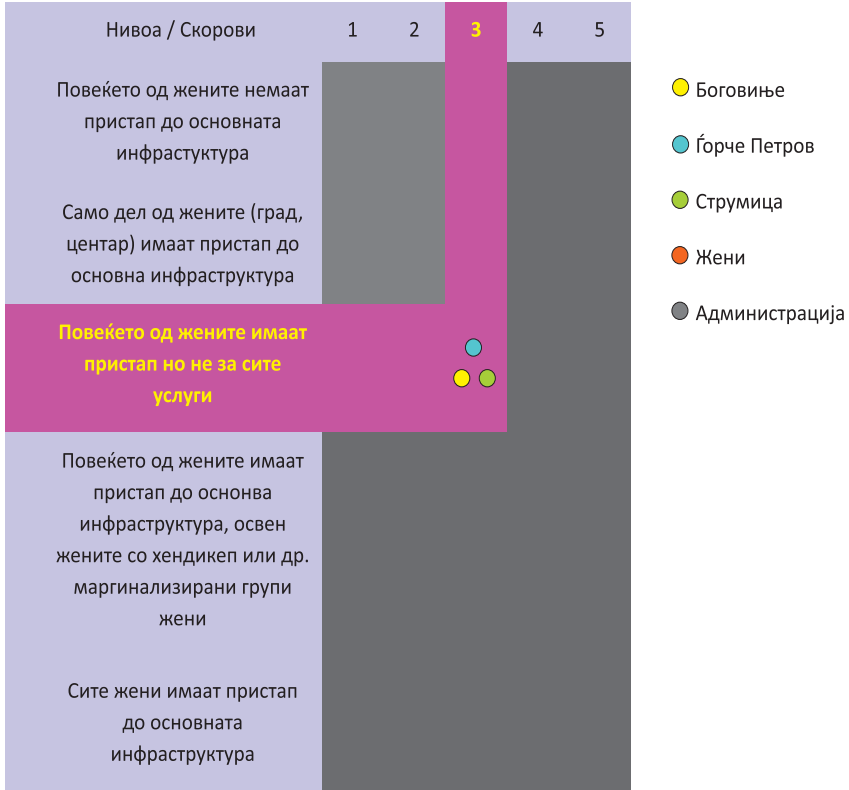 Нивоа / Скорови 1 2 3 4 5
Повеќето од жените немаат
пристап до основната
инфрастуктура
Само дел од жените (град,
центар) имаат пристап до
основна инфраструктура
Повеќето од жените имаат
пристап но не за сите
услуги
Повеќето од жените имаат
пристап до оснонва
инфраструктура, освен
жените со хендикеп или др.
маргинализирани групи
жени
Сите жени имаат пристап
до основната
инфраструктура
Боговиње
Ѓорче Петров
Струмица
Жени
Администрација